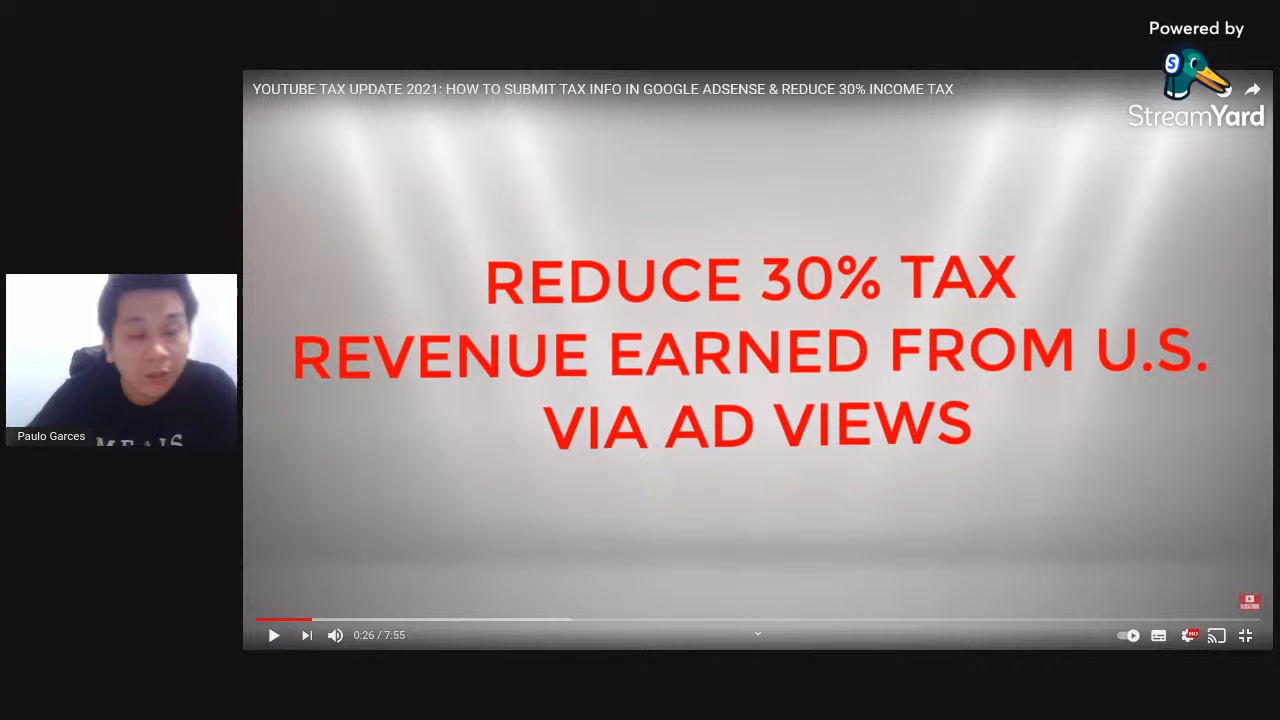 Powered by
StreamYard
YOUTUBE TAX UPDATE 2021: HOW TO SUBMIT TAX INFO IN GOOGLE ADSENSE & REDUCE 30% INCOME TAX
REDUCE 30% TAX
REVENUE EARNED FROM U.S.
VIA AD VIEWS
Paulo Garces
0:26 / 7:55
HD